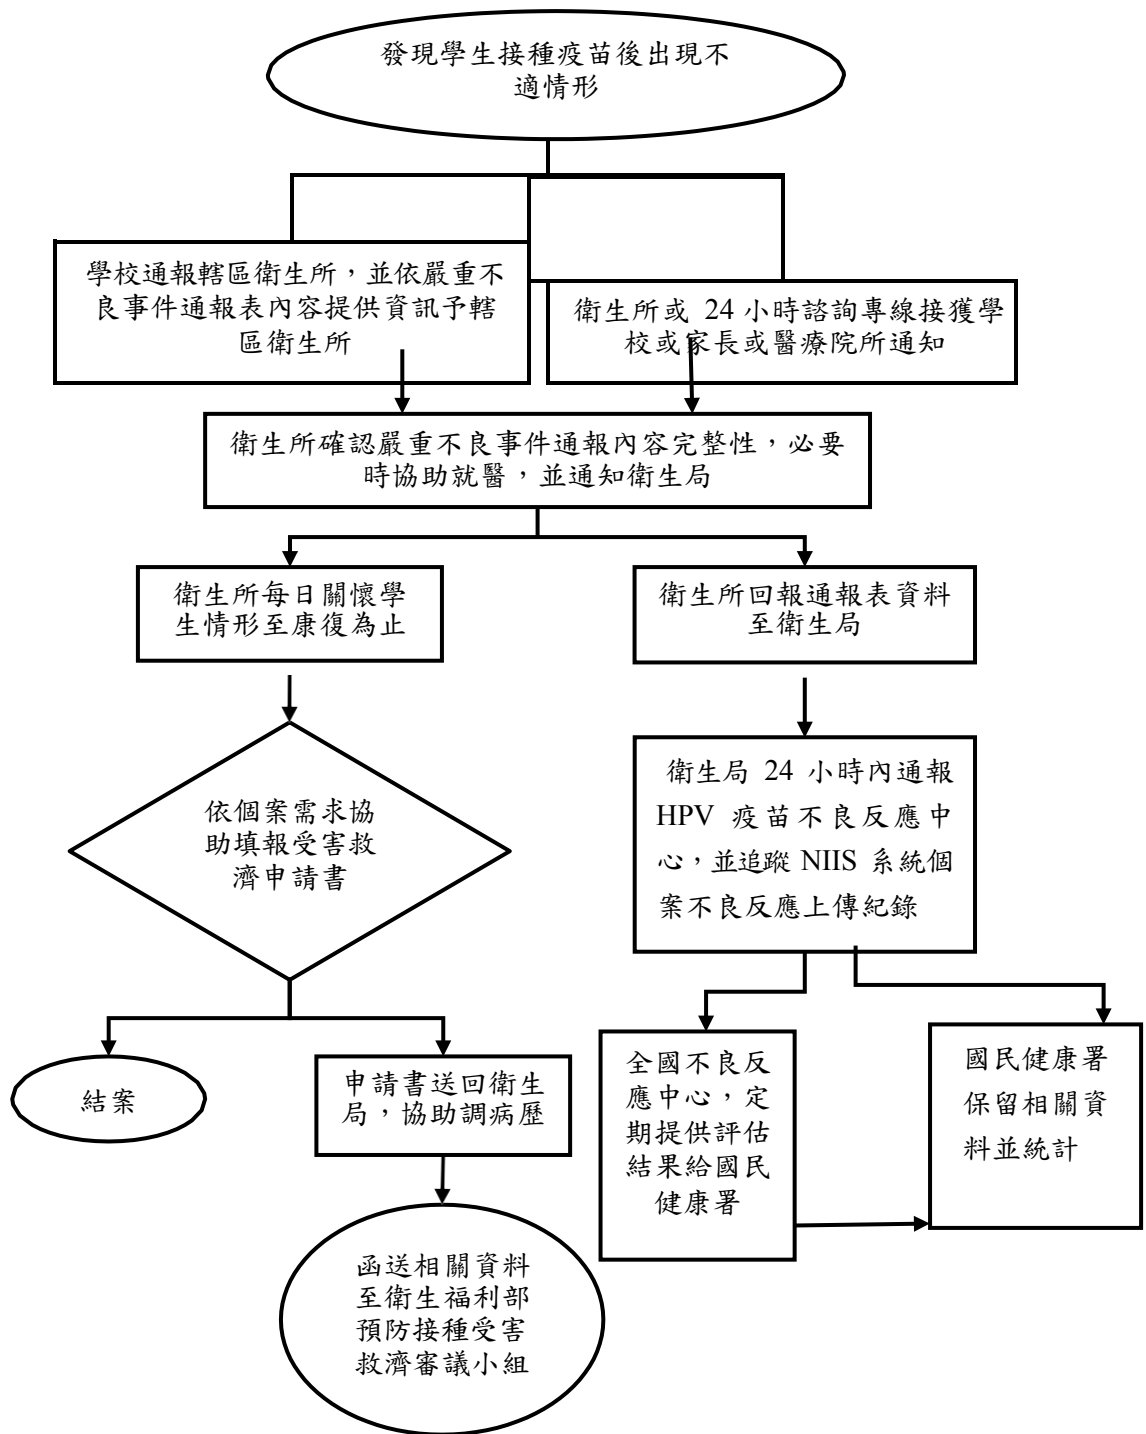 發現學生接種疫苗後出現不
適情形
學校通報轄區衛生所，並依嚴重不
良事件通報表內容提供資訊予轄
區衛生所
衛生所或 24 小時諮詢專線接獲學
校或家長或醫療院所通知
衛生所確認嚴重不良事件通報內容完整性，必要
時協助就醫，並通知衛生局
衛生所每日關懷學
生情形至康復為止
衛生所回報通報表資料
至衛生局
依個案需求協
助填報受害救
濟申請書
衛生局 24 小時內通報
HPV 疫苗不良反應中
心，並追蹤 NIIS 系統個
案不良反應上傳紀錄
結案
申請書送回衛生
局，協助調病歷
全國不良反
應中心，定
期提供評估
結果給國民
健康署
國民健康署
保留相關資
料並統計
函送相關資料
至衛生福利部
預防接種受害
救濟審議小組